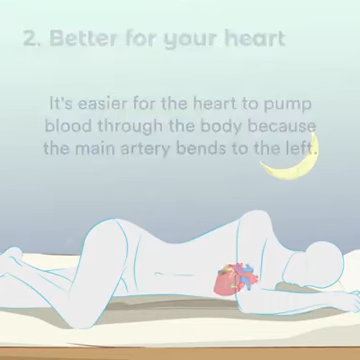 2. Better for your heart
It's easier for the heart to pump
blood through the body because
the main artery bends to the left.